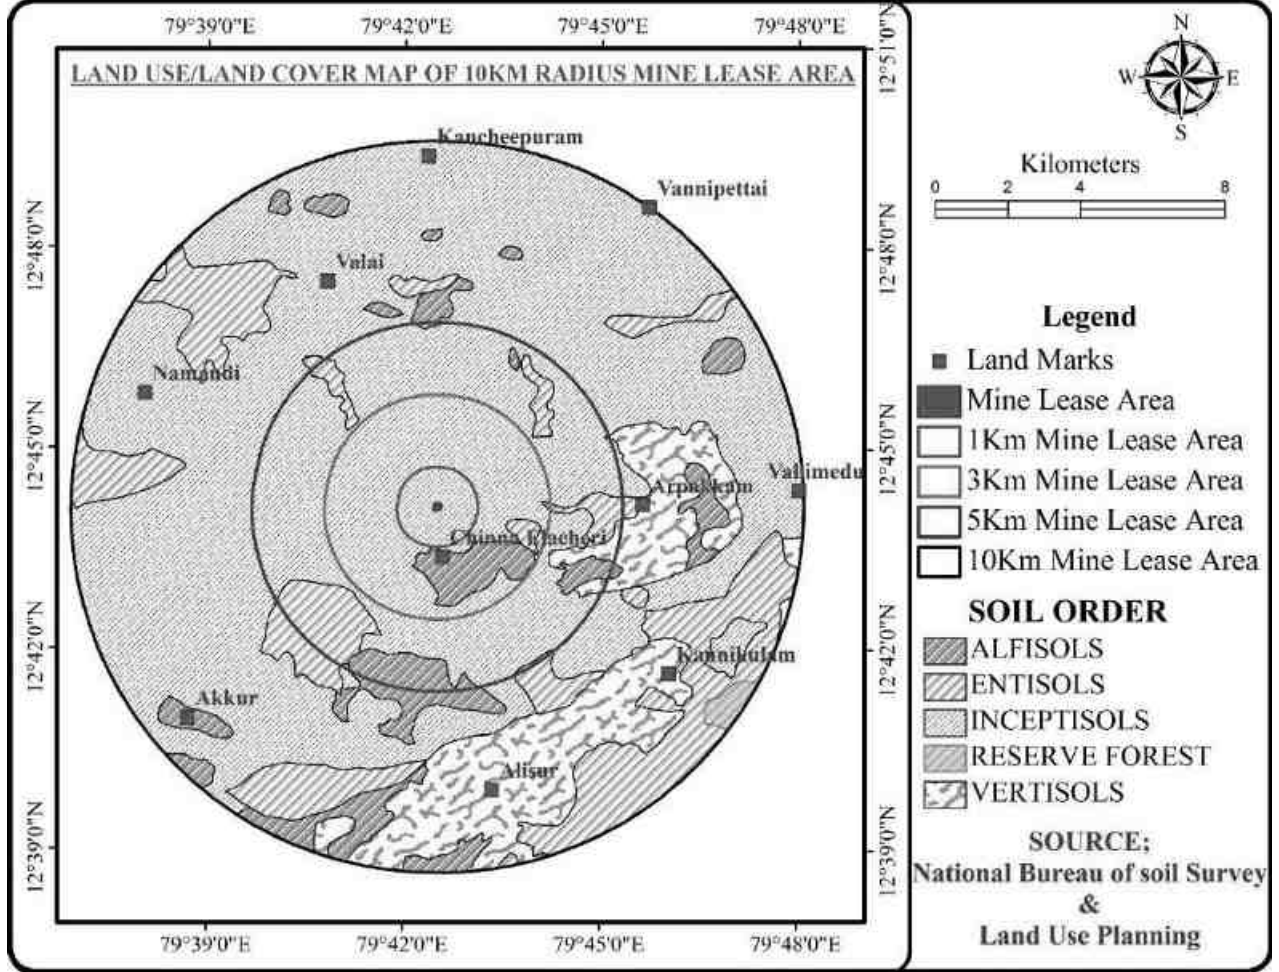 79°39'0"E 79°42'0"E 79°45'0"E 79°48'0"E
12°51'0"N
LAND USE/LAND COVER MAP OF 10KM RADIUS MINE LEASE AREA
N
W E
S
Kilometers
0 2 4 8
Kancheepuram
Vannipettai
12°48'0"N
12°48'0"N
Valai
Namandi
12°45'0"N
12°45'0"N
Vallimedu
Arpakkam
Chinna Elacheri
12°42'0"N
12°42'0"N
Kannikulam
Akkur
Alisur
12°39'0"N
12°39'0"N
79°39'0"E 79°42'0"E 79°45'0"E 79°48'0"E
Legend
Land Marks
Mine Lease Area
1Km Mine Lease Area
3Km Mine Lease Area
5Km Mine Lease Area
10Km Mine Lease Area
SOIL ORDER
ALFISOLS
ENTISOLS
INCEPTISOLS
RESERVE FOREST
VERTISOLS
SOURCE;
National Bureau of soil Survey
&
Land Use Planning